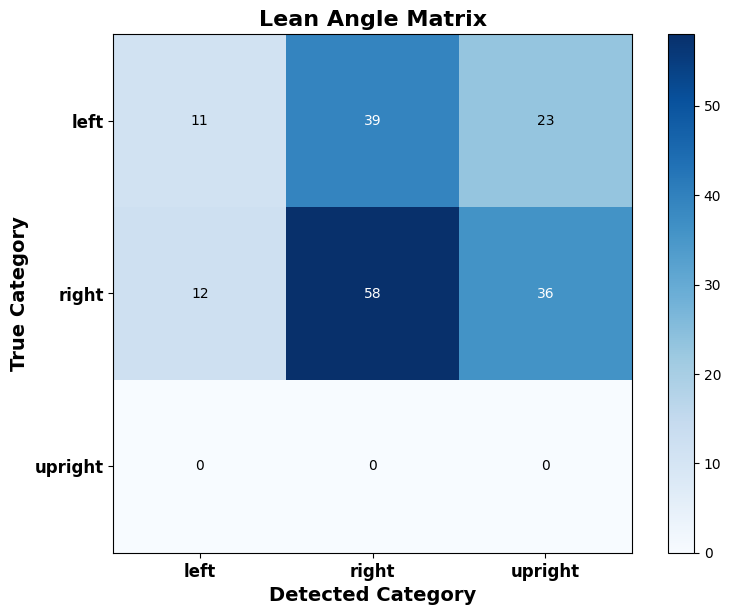 Lean Angle Matrix
True Category
left 11 39 23
right 12 58 36
upright 0 0 0
left right upright
Detected Category
50
40
30
20
10
0